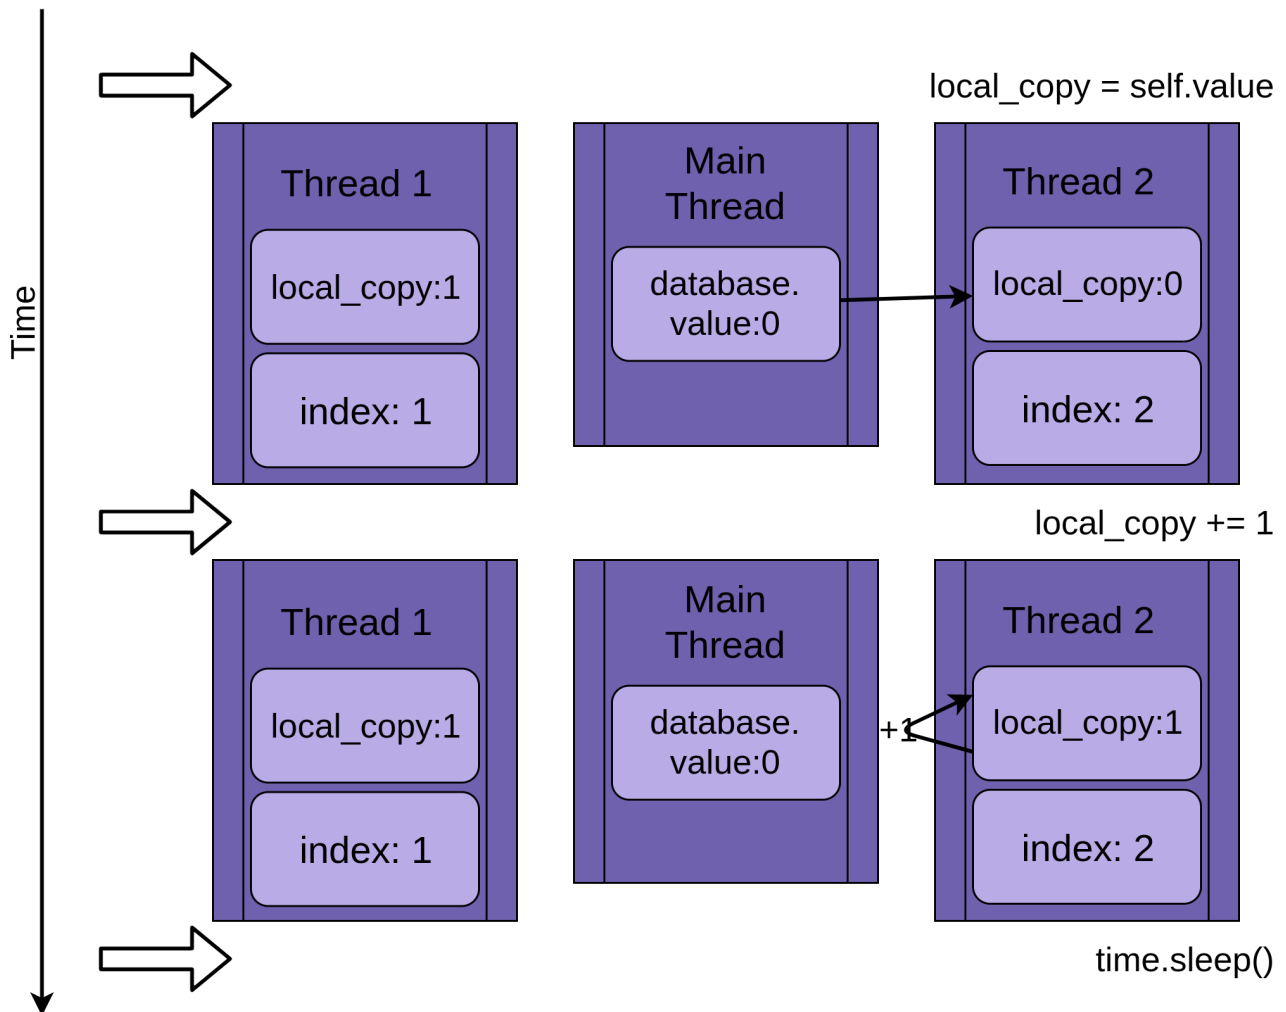 Time
local_copy = self.value
Thread 1
local_copy:1
index: 1
Main
Thread
database.
value:0
Thread 2
local_copy:0
index: 2
local_copy += 1
Thread 1
local_copy:1
index: 1
Main
Thread
database.
value:0
+1
Thread 2
local_copy:1
index: 2
time.sleep()